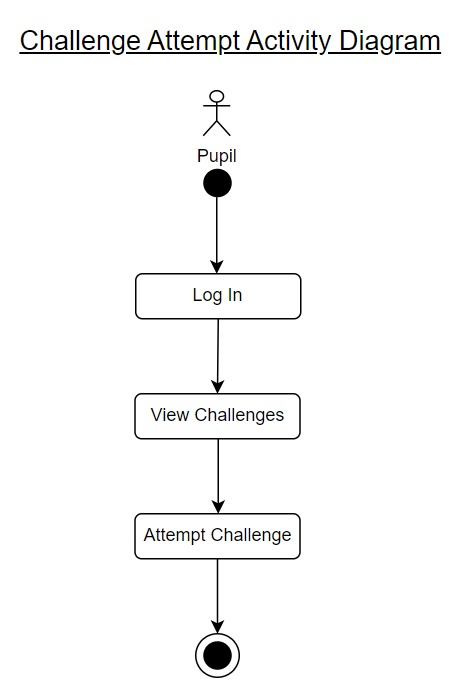 Challenge Attempt Activity Diagram
Pupil
Log In
View Challenges
Attempt Challenge